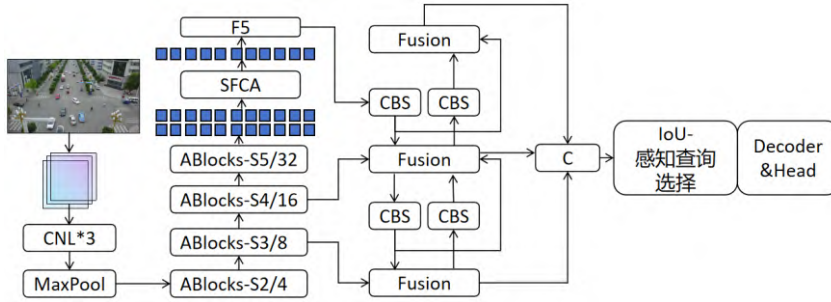 F5
SFCA
ABlocks-S5/32
ABlocks-S4/16
ABlocks-S3/8
ABlocks-S2/4
CNL*3
MaxPool
Fusion
CBS
CBS
Fusion
CBS
CBS
Fusion
C
IoU-
感知查询
选择
Decoder
&Head